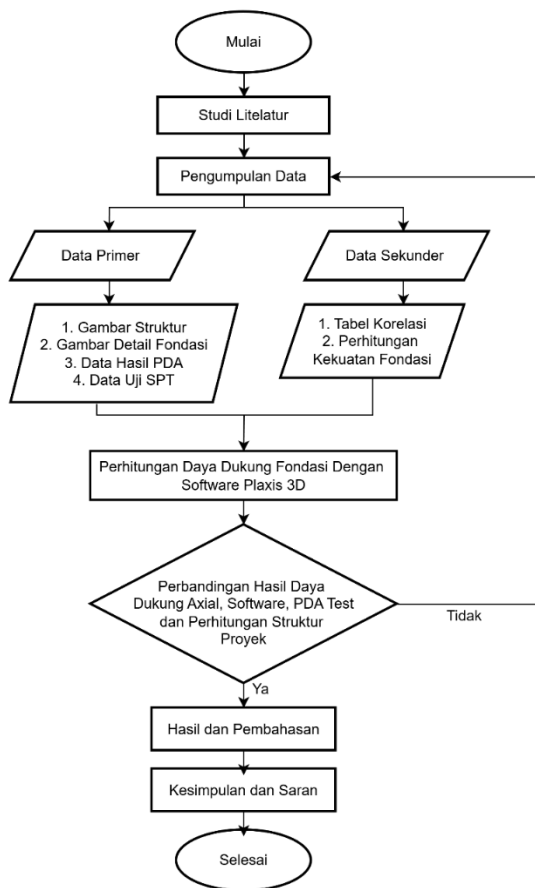 Mulai
Studi Litelatur
Pengumpulan Data
Data Primer
Data Sekunder
1. Gambar Struktur
2. Gambar Detail Fondasi
3. Data Hasil PDA
4. Data Uji SPT
1. Tabel Korelasi
2. Perhitungan
Kekuatan Fondasi
Perhitungan Daya Dukung Fondasi Dengan
Software Plaxis 3D
Perbandingan Hasil Daya
Dukung Axial, Software, PDA Test
dan Perhitungan Struktur
Proyek
Tidak
Ya
Hasil dan Pembahasan
Kesimpulan dan Saran
Selesai